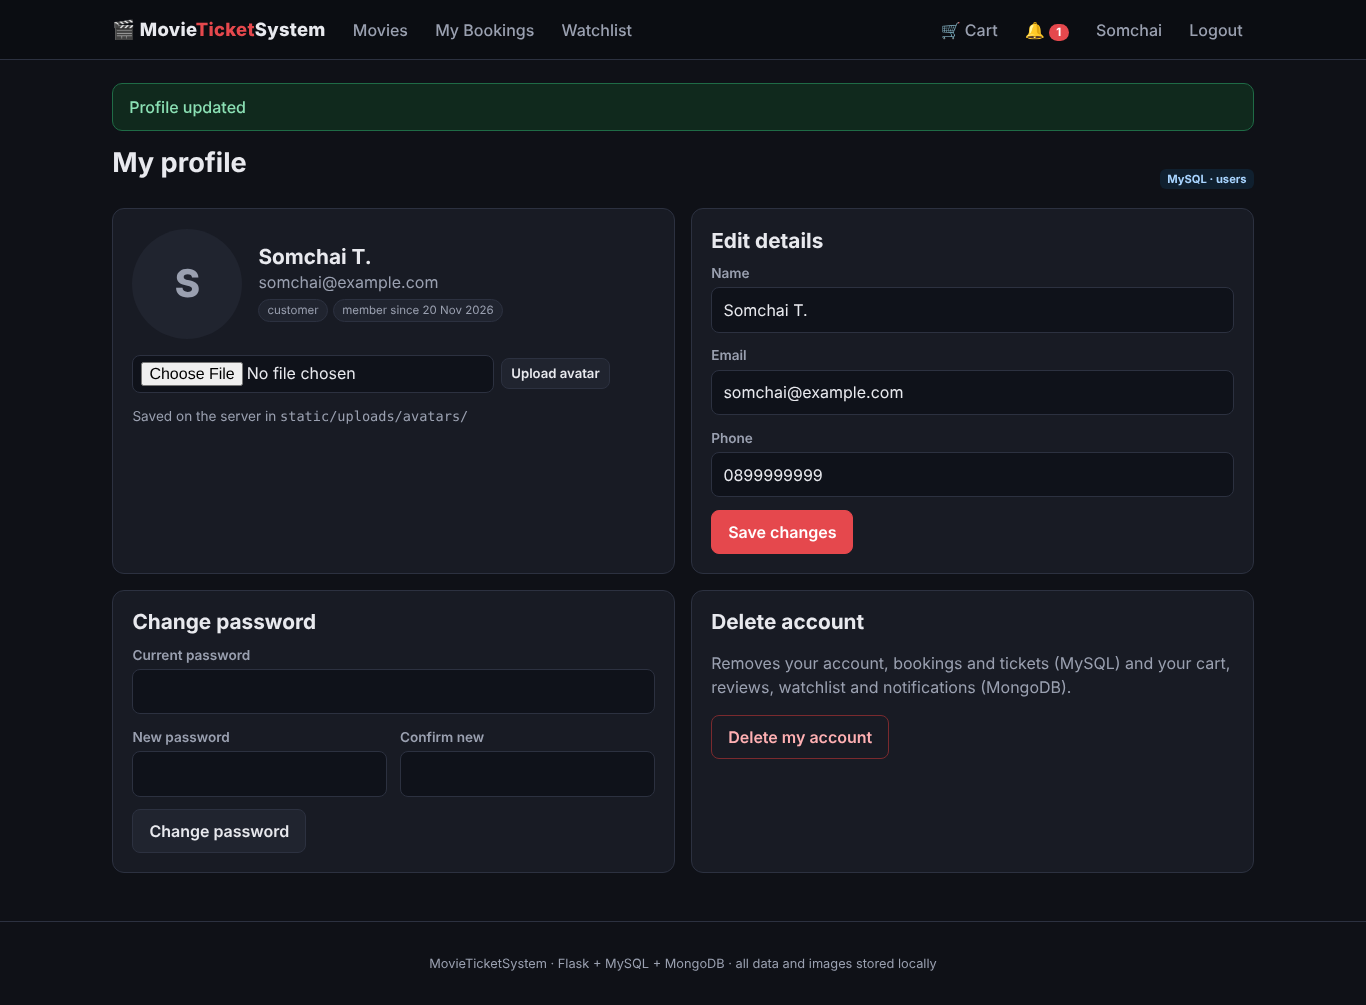 MovieTicketSystem Movies My Bookings Watchlist Cart 1 Somchai Logout
Profile updated
My profile
MySQL · users
S
Somchai T.
somchai@example.com
customer member since 20 Nov 2026
Choose File No file chosen Upload avatar
Saved on the server in static/uploads/avatars/
Edit details
Name
Somchai T.
Email
somchai@example.com
Phone
0899999999
Save changes
Change password
Current password
New password Confirm new
Change password
Delete account
Removes your account, bookings and tickets (MySQL) and your cart,
reviews, watchlist and notifications (MongoDB).
Delete my account
MovieTicketSystem · Flask + MySQL + MongoDB · all data and images stored locally